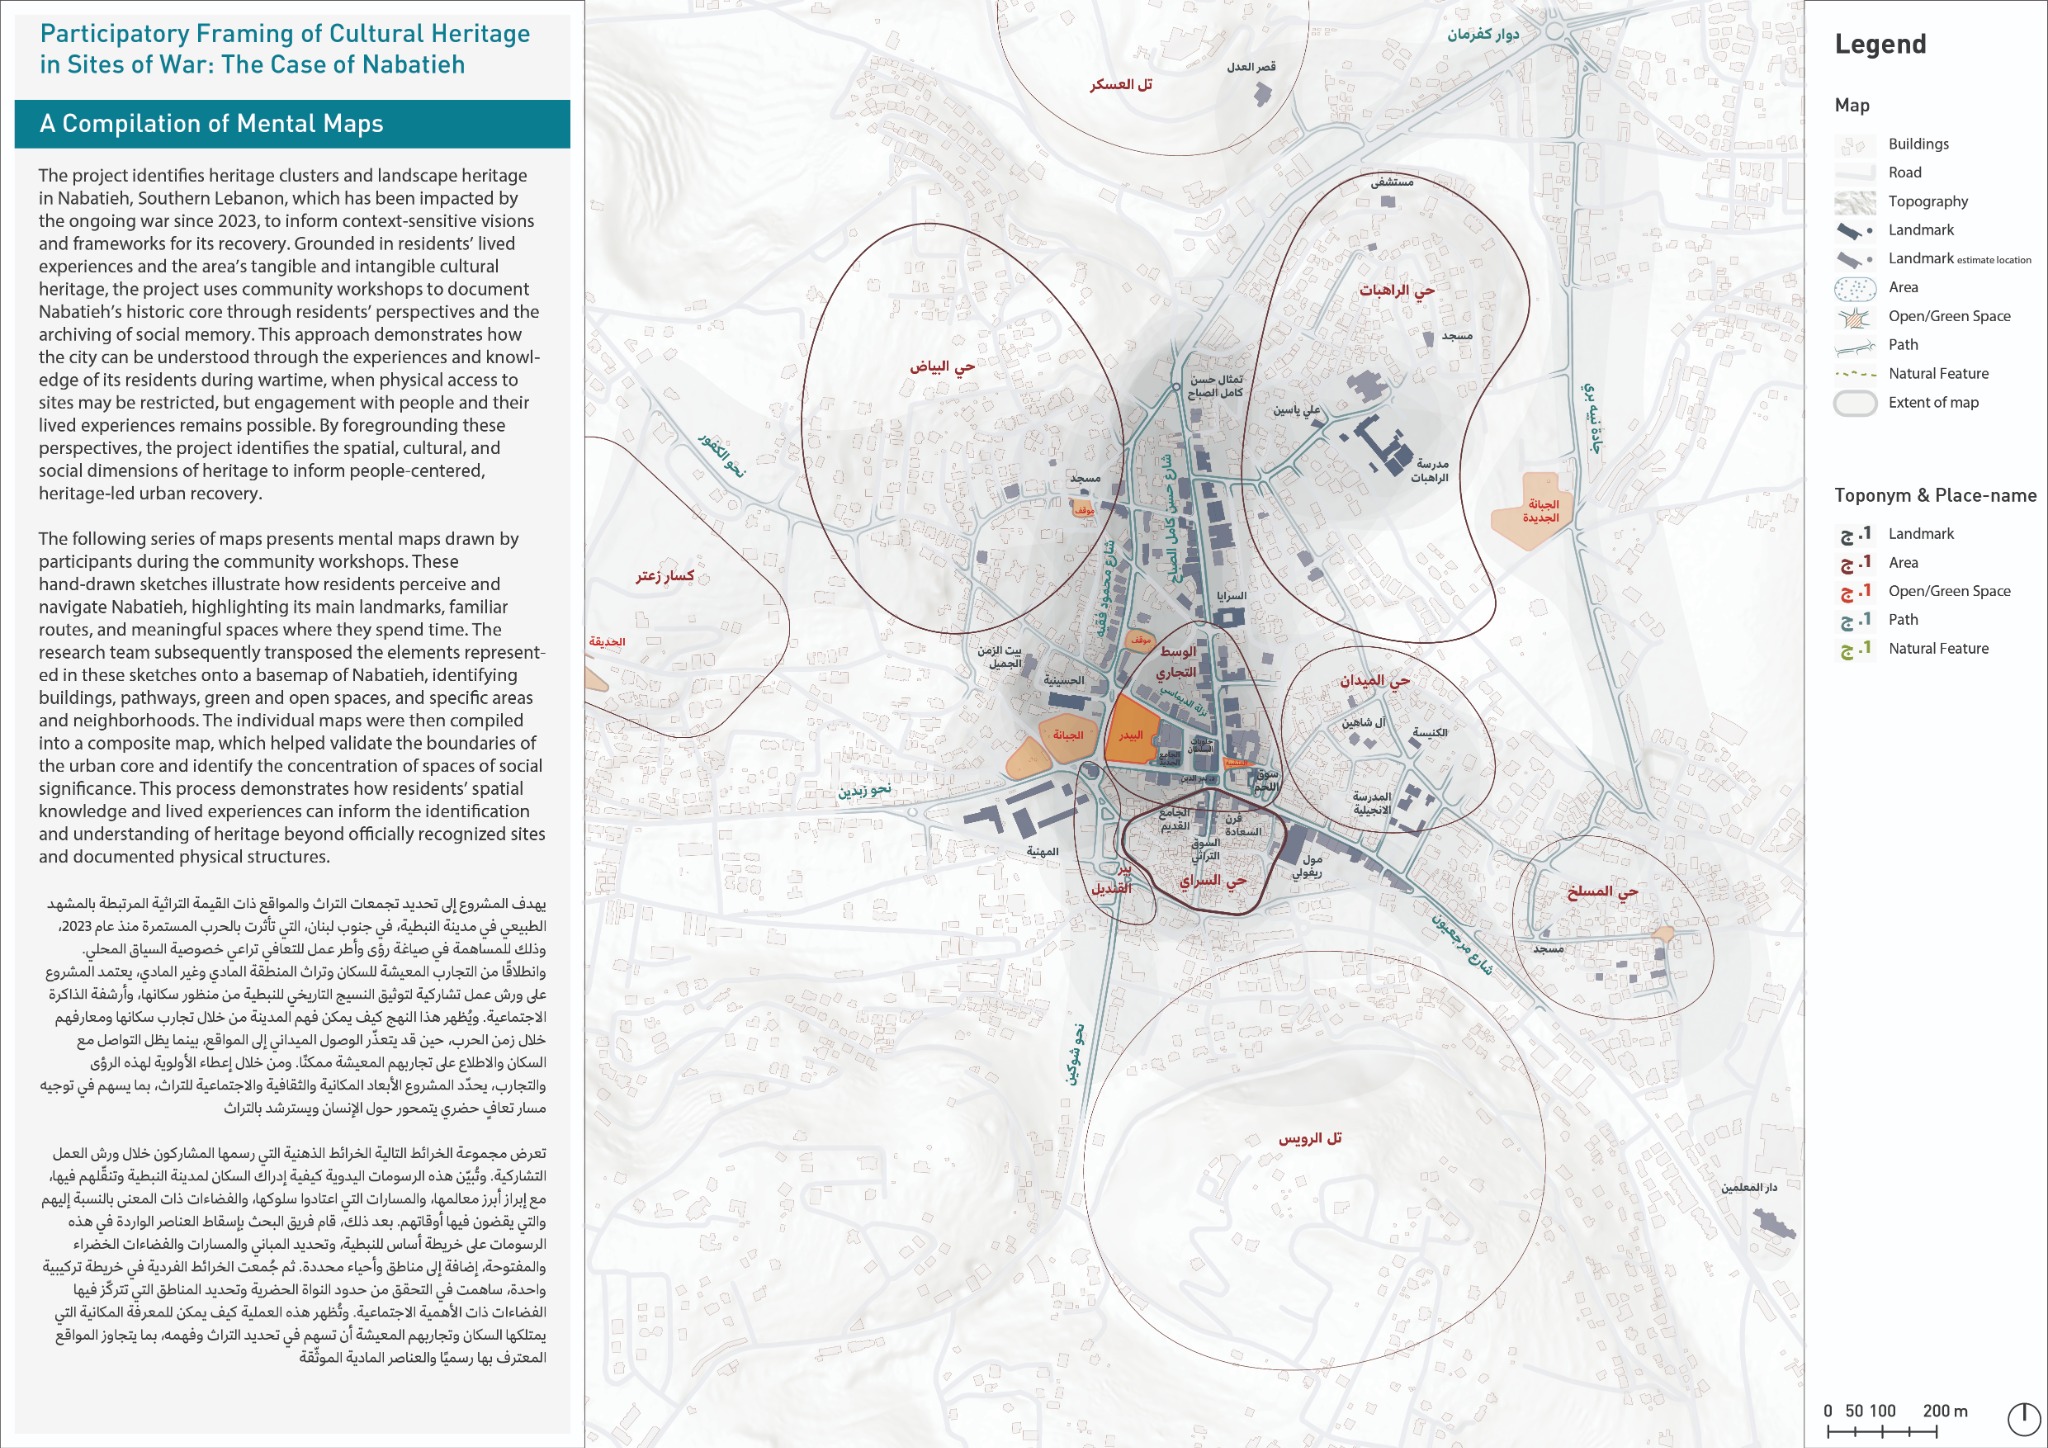 Participatory Framing of Cultural Heritage
in Sites of War: The Case of Nabatieh
A Compilation of Mental Maps
The project identifies heritage clusters and landscape heritage
in Nabatieh, Southern Lebanon, which has been impacted by
the ongoing war since 2023, to inform context-sensitive visions
and frameworks for its recovery. Grounded in residents' lived
experiences and the area's tangible and intangible cultural
heritage, the project uses community workshops to document
Nabatieh's historic core through residents' perspectives and the
archiving of social memory. This approach demonstrates how
the city can be understood through the experiences and knowl-
edge of its residents during wartime, when physical access to
sites may be restricted, but engagement with people and their
lived experiences remains possible. By foregrounding these
perspectives, the project identifies the spatial, cultural, and
social dimensions of heritage to inform people-centered,
heritage-led urban recovery.
The following series of maps presents mental maps drawn by
participants during the community workshops. These
hand-drawn sketches illustrate how residents perceive and
navigate Nabatieh, highlighting its main landmarks, familiar
routes, and meaningful spaces where they spend time. The
research team subsequently transposed the elements represent-
ed in these sketches onto a basemap of Nabatieh, identifying
buildings, pathways, green and open spaces, and specific areas
and neighborhoods. The individual maps were then compiled
into a composite map, which helped validate the boundaries of
the urban core and identify the concentration of spaces of social
significance. This process demonstrates how residents' spatial
knowledge and lived experiences can inform the identification
and understanding of heritage beyond officially recognized sites
and documented physical structures.
يهدف المشروع إلى تحديد تجمعات التراث والمواقع ذات القيمة التراثية المرتبطة بالمشهد
الطبيعي في مدينة النبطية، في جنوب لبنان، التي تأثرت بالحرب المستمرة منذ عام 2023،
وذلك للمساهمة في صياغة رؤى وأطر عمل للتعافي تراعي خصوصية السياق المحلي.
وانطلاقًا من التجارب المعيشة للسكان وتراث المنطقة المادي وغير المادي، يعتمد المشروع
على ورش عمل تشاركية لتوثيق النسيج التاريخي للنبطية من منظور سكانها، وأرشفة الذاكرة
الاجتماعية. ويُظهر هذا النهج كيف يمكن فهم المدينة من خلال تجارب سكانها ومعارفهم
خلال زمن الحرب، حين قد يتعذّر الوصول الميداني إلى المواقع، بينما يظل التواصل مع
السكان والاطلاع على تجاربهم المعيشة ممكنًا. ومن خلال إعطاء الأولوية لهذه الرؤى
والتجارب، يحدّد المشروع الأبعاد المكانية والثقافية والاجتماعية للتراث، بما يسهم في توجيه
مسار تعافٍ حضري يتمحور حول الإنسان ويسترشد بالتراث
تعرض مجموعة الخرائط التالية الخرائط الذهنية التي رسمها المشاركون خلال ورش العمل
التشاركية. وتُبيّن هذه الرسومات اليدوية كيفية إدراك السكان لمدينة النبطية وتنقّلهم فيها،
مع إبراز أبرز معالمها، والمسارات التي اعتادوا سلوكها، والفضاءات ذات المعنى بالنسبة إليهم
والتي يقضون فيها أوقاتهم. بعد ذلك، قام فريق البحث بإسقاط العناصر الواردة في هذه
الرسومات على خريطة أساس للنبطية، وتحديد المباني والمسارات والفضاءات الخضراء
والمفتوحة، إضافة إلى مناطق وأحياء محددة. ثم جُمعت الخرائط الفردية في خريطة تركيبية
واحدة، ساهمت في التحقق من حدود النواة الحضرية وتحديد المناطق التي تتركّز فيها
الفضاءات ذات الأهمية الاجتماعية. وتُظهر هذه العملية كيف يمكن للمعرفة المكانية التي
يمتلكها السكان وتجاربهم المعيشة أن تسهم في تحديد التراث وفهمه، بما يتجاوز المواقع
المعترف بها رسميًا والعناصر المادية الموثّقة
دوار كفرمان
قصر العدل
تل العسكر
مستشفى
حي الراهبات
مسجد
حي البياض
تمثال حسن
كامل الصباح
علي ياسين
جادة نبيه بري
نحو الكفور
شارع حسن كامل الصباح
مدرسة
الراهبات
مسجد
موقف
الجبانة
الجديدة
شارع محمود فقيه
كسار زعتر
السرايا
الحديقة
موقف
الوسط
التجاري
بيت الزمن
الجميل
الحسينية
حي الميدان
نزلة الديماسي
آل شاهين
الكنيسة
الجبانة
البيدر
سوق
اللحم
نحو زبدين
المدرسة
الانجيلية
الجامع
القديم
فرن
السعادة
السوق
التراثي
المهنية
مول
ريفولي
بير
القنديل
حي السراي
حي المسلخ
مسجد
شارع مرجعيون
نحو شوكين
تل الرويس
دار المعلمين
Legend
Map
Buildings
Road
Topography
Landmark
Landmark estimate location
Area
Open/Green Space
Path
Natural Feature
Extent of map
Toponym & Place-name
ج .1 Landmark
ج .1 Area
ج .1 Open/Green Space
ج .1 Path
ج .1 Natural Feature
0 50 100 200 m